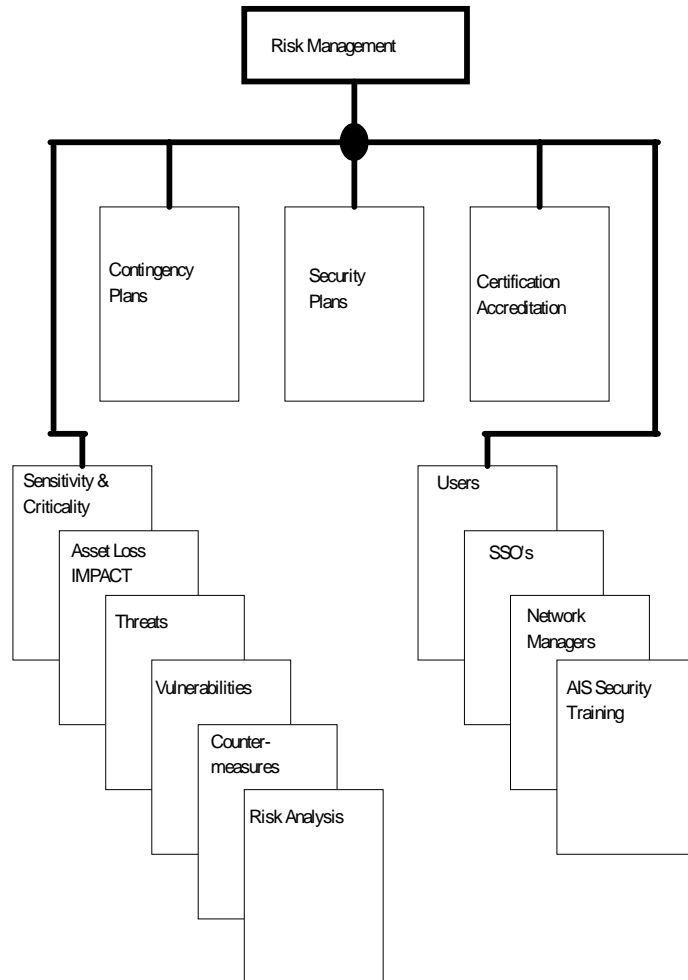 Risk Management
Contingency
Plans
Security
Plans
Certification
Accreditation
Sensitivity &
Criticality
Asset Loss
IMPACT
Threats
Vulnerabilities
Counter-
measures
Risk Analysis
Users
SSO's
Network
Managers
AIS Security
Training